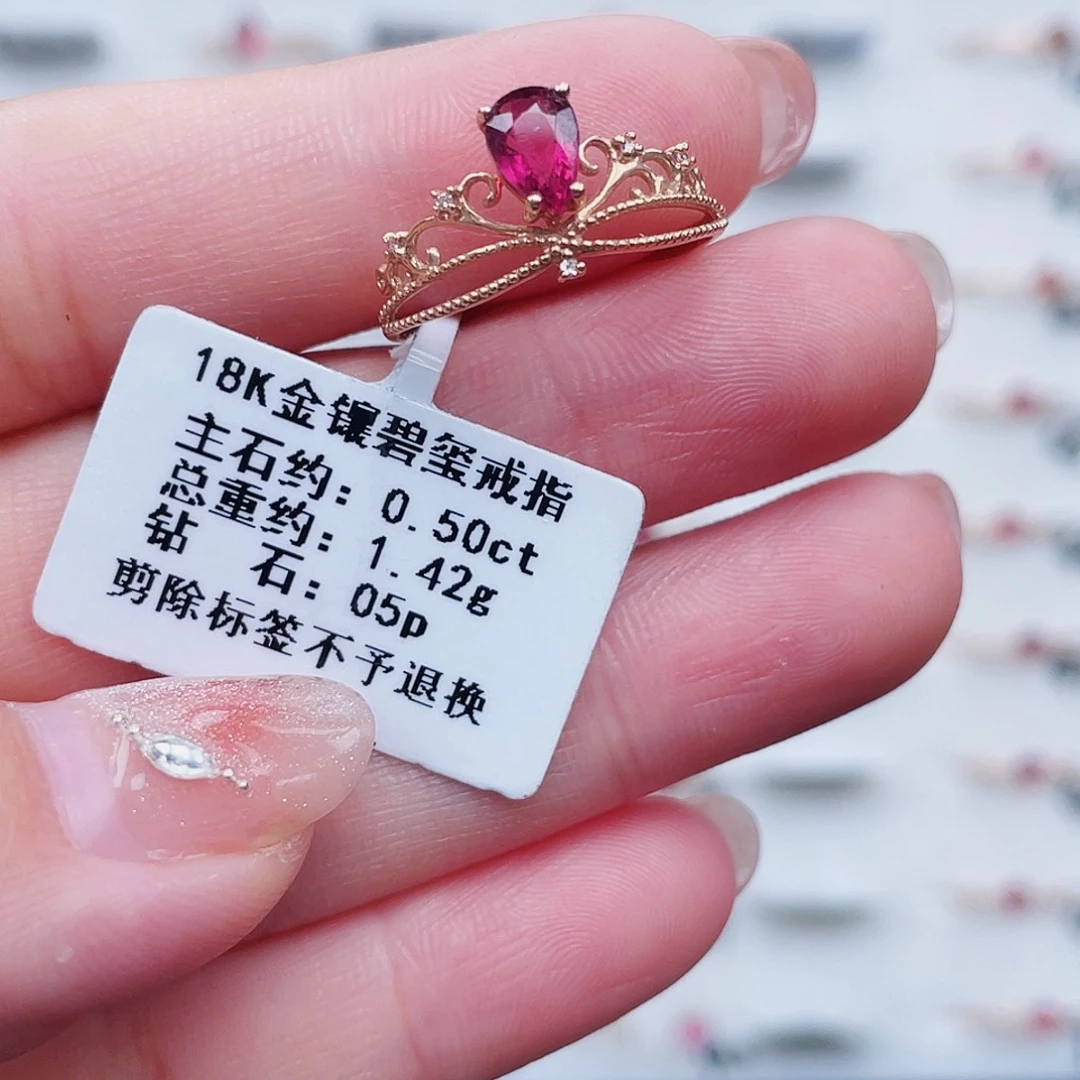 18K金镶碧玺戒指
主石约: 0.50ct
总重约: 1.42g
钻 石: 05p
剪除标签不予退换